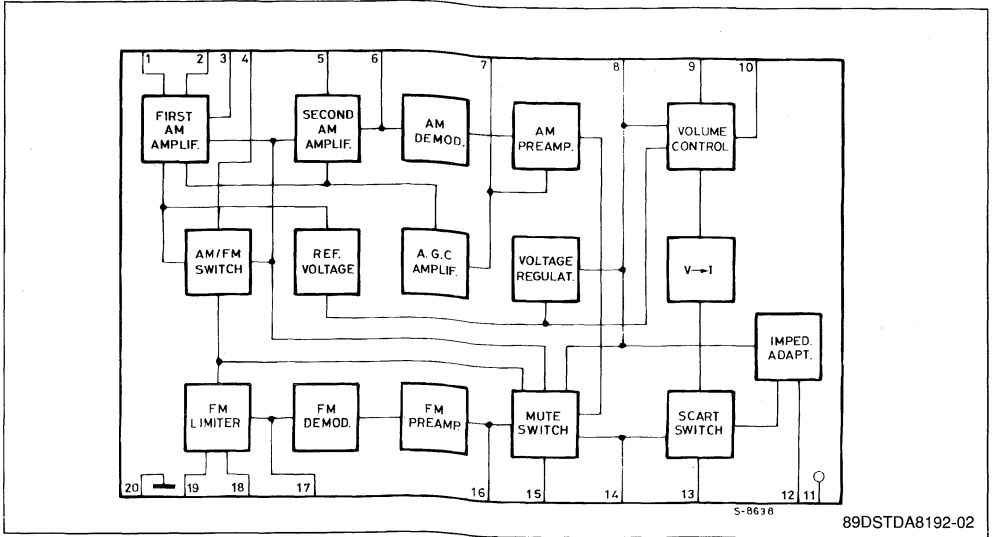 1 2 3 4 5 6 7 8 9 10
FIRST
AM
AMPLIF.
SECOND
AM
AMPLIF.
AM
DEMOD.
AM
PREAMP.
VOLUME
CONTROL
AM/FM
SWITCH
REF.
VOLTAGE
A.G.C
AMPLIF.
VOLTAGE
REGULAT.
V→I
IMPED.
ADAPT.
FM
LIMITER
FM
DEMOD.
FM
PREAMP.
MUTE
SWITCH
SCART
SWITCH
20 19 18 17 16 15 14 13 12 11
S-8638
89DSTDA8192-02